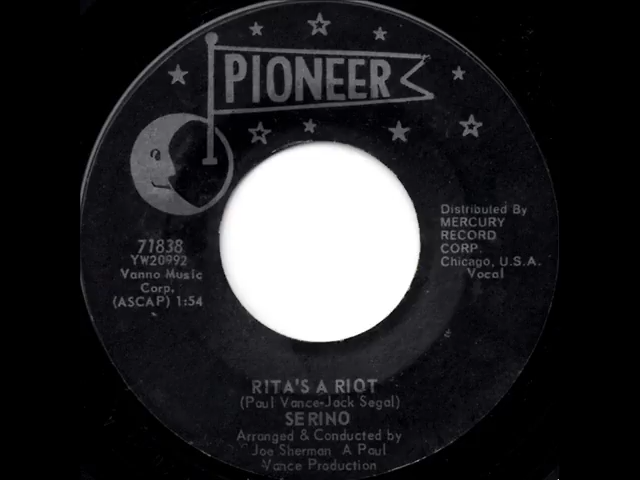 PIONEER
71838
YW20992
Vanno Music
Corp.
(ASCAP) 1:54
Distributed By
MERCURY
RECORD
CORP.
Chicago, U.S.A.
Vocal
RITA'S A RIOT
(Paul Vance-Jack Segal)
SERINO
Arranged & Conducted by
Joe Sherman A Paul
Vance Production